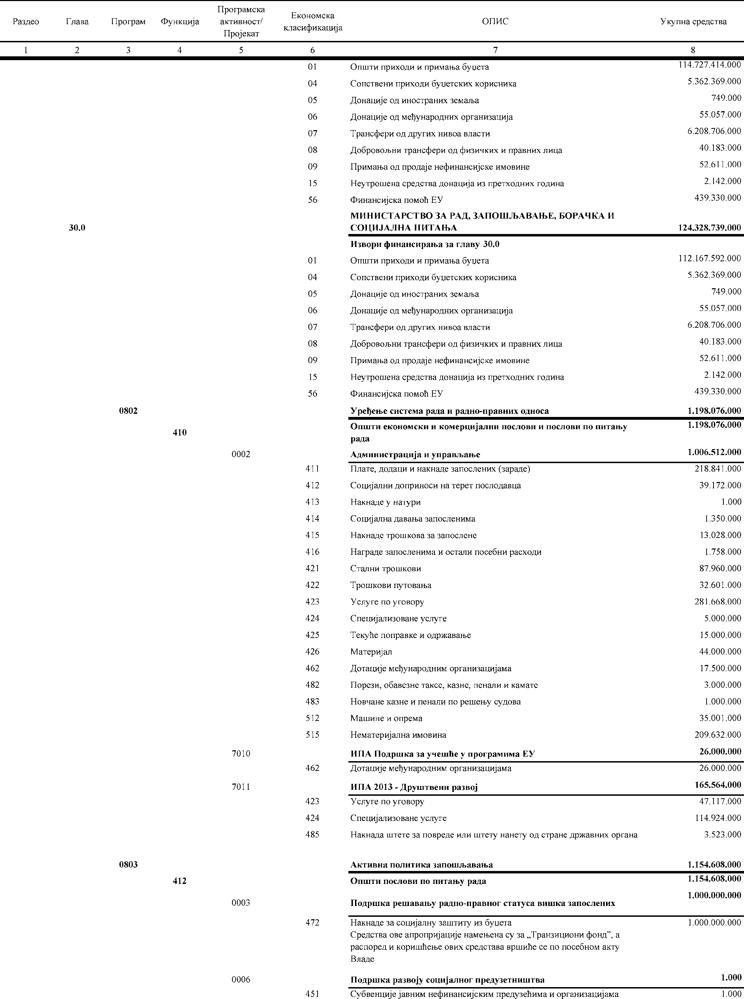 Раздео Глава Програм Функција Програмска активност/ Пројекат Економска класификација ОПИС Укупна средства
1 2 3 4 5 6 7 8
01 Општи приходи и примања буџета 114.727.414.000
04 Сопствени приходи буџетских корисника 5.362.369.000
05 Донације од иностраних земаља 749.000
06 Донације од међународних организација 55.057.000
07 Трансфери од других нивоа власти 6.208.706.000
08 Добровољни трансфери од физичких и правних лица 40.183.000
09 Примања од продаје нефинансијске имовине 52.611.000
15 Неутрошена средства донација из претходних година 2.142.000
56 Финансијска помоћ ЕУ 439.330.000
МИНИСТАРСТВО ЗА РАД, ЗАПОШЉАВАЊЕ, БОРАЧКА И
30.0 СОЦИЈАЛНА ПИТАЊА 124.328.739.000
Извори финансирања за главу 30.0
01 Општи приходи и примања буџета 112.167.592.000
04 Сопствени приходи буџетских корисника 5.362.369.000
05 Донације од иностраних земаља 749.000
06 Донације од међународних организација 55.057.000
07 Трансфери од других нивоа власти 6.208.706.000
08 Добровољни трансфери од физичких и правних лица 40.183.000
09 Примања од продаје нефинансијске имовине 52.611.000
15 Неутрошена средства донација из претходних година 2.142.000
56 Финансијска помоћ ЕУ 439.330.000
0802 Уређење система рада и радно-правних односа 1.198.076.000
410 Општи економски и комерцијални послови и послови по питању 1.198.076.000
рада
0002 Администрација и управљање 1.006.512.000
411 Плате, додаци и накнаде запослених (зараде) 218.841.000
412 Социјални доприноси на терет послодавца 39.172.000
413 Накнаде у натури 1.000
414 Социјална давања запосленима 1.350.000
415 Накнаде трошкова за запослене 13.028.000
416 Награде запосленима и остали посебни расходи 1.758.000
421 Стални трошкови 87.960.000
422 Трошкови путовања 32.601.000
423 Услуге по уговору 281.668.000
424 Специјализоване услуге 5.000.000
425 Текуће поправке и одржавање 15.000.000
426 Материјал 44.000.000
462 Дотације међународним организацијама 17.500.000
482 Порези, обавезне таксе, казне, пенали и камате 3.000.000
483 Новчане казне и пенали по решењу судова 1.000.000
512 Машине и опрема 35.001.000
515 Нематеријална имовина 209.632.000
7010 ИПА Подршка за учешће у програмима ЕУ 26.000.000
462 Дотације међународним организацијама 26.000.000
7011 ИПА 2013 - Друштвени развој 165.564.000
423 Услуге по уговору 47.117.000
424 Специјализоване услуге 114.924.000
485 Накнада штете за повреде или штету нанету од стране државних органа 3.523.000
0803 Активна политика запошљавања 1.154.608.000
412 Општи послови по питању рада 1.154.608.000
0003 Подршка решавању радно-правног статуса вишка запослених 1.000.000.000
472 Накнаде за социјалну заштиту из буџета 1.000.000.000
Средства ове апропријације намењена су за „Транзициони фонд”, а
распоред и коришћење ових средстава вршиће се по посебном акту
Владе
0006 Подршка развоју социјалног предузетништва 1.000
451 Субвенције јавним нефинансијским предузећима и организацијама 1.000